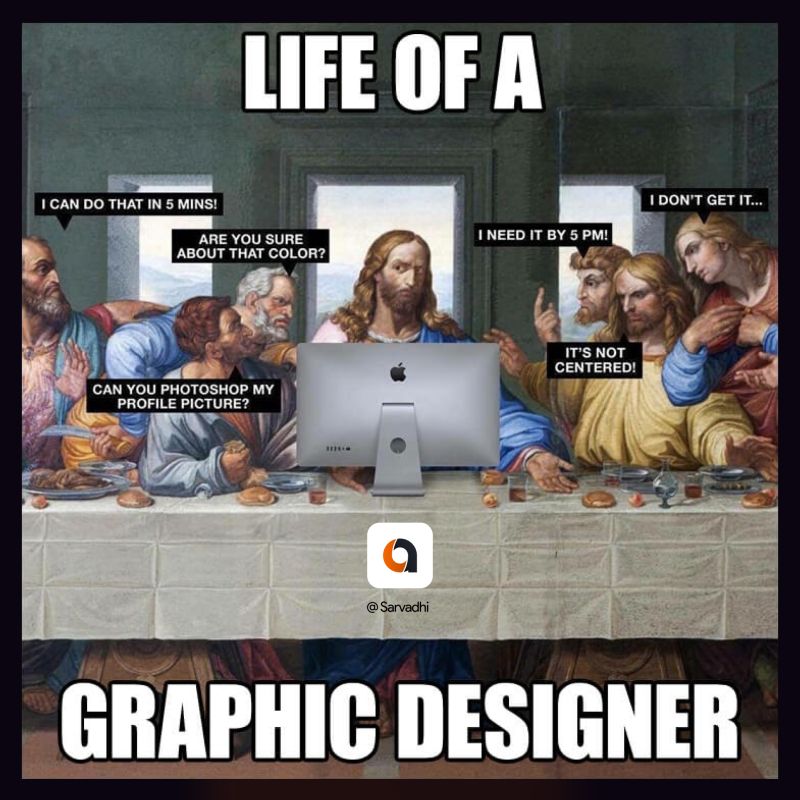 LIFE OF A
I CAN DO THAT IN 5 MINS!
ARE YOU SURE
ABOUT THAT COLOR?
CAN YOU PHOTOSHOP MY
PROFILE PICTURE?
I NEED IT BY 5 PM!
I DON'T GET IT...
IT'S NOT
CENTERED!
@ Sarvadhi
GRAPHIC DESIGNER